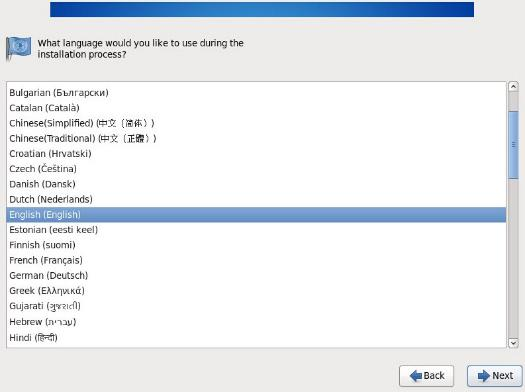 What language would you like to use during the
installation process?
Bulgarian (Български)
Catalan (Català)
Chinese(Simplified) (中文（简体）)
Chinese(Traditional) (中文（正體）)
Croatian (Hrvatski)
Czech (Čeština)
Danish (Dansk)
Dutch (Nederlands)
English (English)
Estonian (eesti keel)
Finnish (suomi)
French (Français)
German (Deutsch)
Greek (Ελληνικά)
Gujarati (ગુજરાતી)
Hebrew (עברית)
Hindi (हिन्दी)
Back
Next